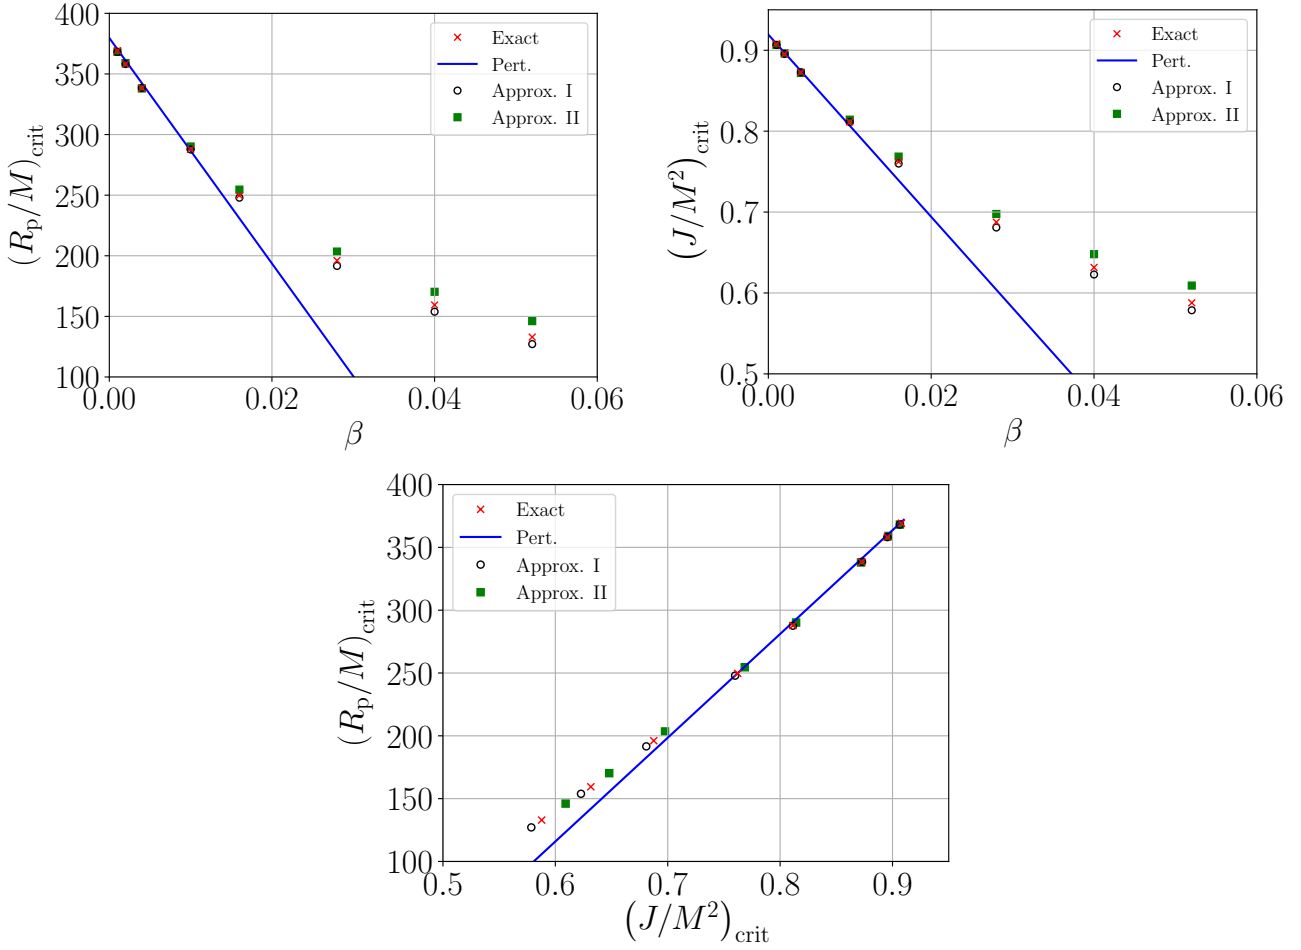 400
350
300
250
200
150
100
(R_p/M)_crit
0.00
0.02
0.04
0.06
β
Exact
Pert.
Approx. I
Approx. II
0.9
0.8
0.7
0.6
0.5
(J/M²)_crit
0.00
0.02
0.04
0.06
β
Exact
Pert.
Approx. I
Approx. II
400
350
300
250
200
150
100
(R_p/M)_crit
0.5
0.6
0.7
0.8
0.9
(J/M²)_crit
Exact
Pert.
Approx. I
Approx. II